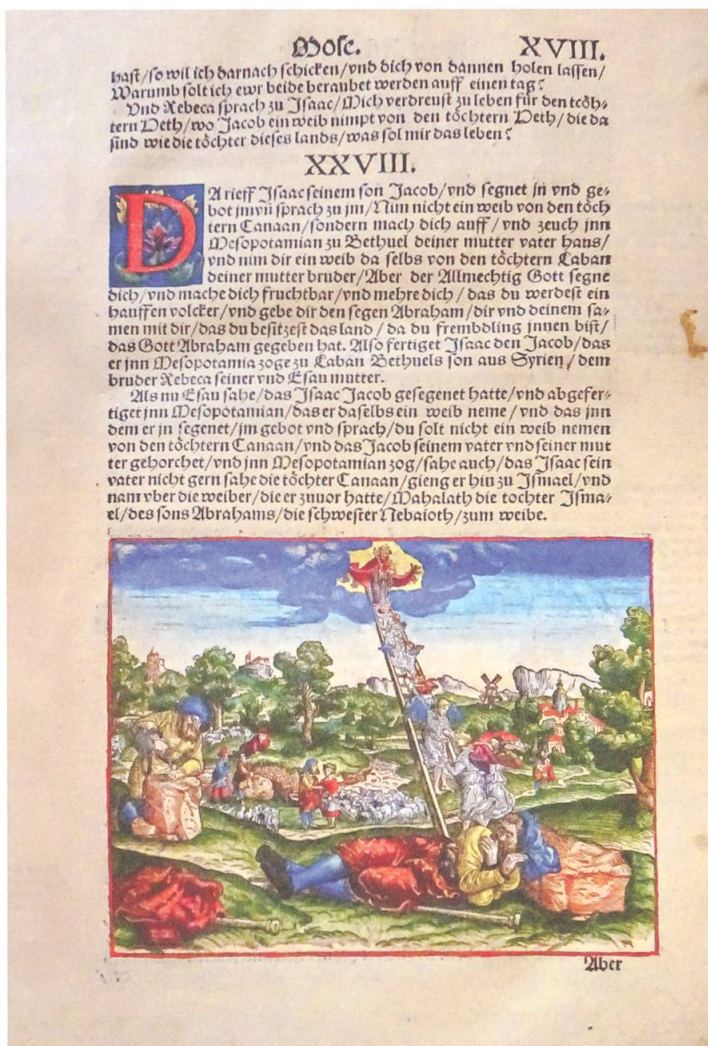 Mose. XVIII.
hast/so wil ich darnach schicken/vnd dich von dannen holen lassen/
Warumb solt ich ewr beide beraubet werden auff einen tag?
Vnd Rebeca sprach zu Isaac/Mich verdreust zu leben für den töch-
tern Heth/wo Jacob ein weib nimpt von den töchtern Heth/die da
sind wie die töchter dieses lands/was sol mir das leben?
XXVIII.
DA rieff Isaac seinem son Jacob/vnd segnet jn vnd ge-
bot jm vn̄ sprach zu jm/Nim nicht ein weib von den töch
tern Canaan/sondern mach dich auff/vnd zeuch jnn
Mesopotamian zu Bethuel deiner mutter vater haus/
vnd nim dir ein weib da selbs von den töchtern Laban
deiner mutter bruder/Aber der Allmechtig Gott segne
dich/vnd mache dich fruchtbar/vnd mehre dich/das du werdest ein
hauffen volcker/vnd gebe dir den segen Abraham/dir vnd deinem sa-
men mit dir/das du besitzest das land/da du frembdling jnnen bist/
das Gott Abraham gegeben hat. Also fertiget Isaac den Jacob/das
er jnn Mesopotamia zoge zu Laban Bethuels son aus Syrien/dem
bruder Rebeca seiner vnd Esau mutter.
Als nu Esau sahe/das Isaac Jacob gesegenet hatte/vnd abgefer-
tiget jnn Mesopotamian/das er daselbs ein weib neme/vnd das jnn
dem er jn segenet/jm gebot vnd sprach/du solt nicht ein weib nemen
von den töchtern Canaan/vnd das Jacob seinem vater vnd seiner mut
ter gehorchet/vnd jnn Mesopotamian zog/sahe auch/das Isaac sein
vater nicht gern sahe die töchter Canaan/gieng er hin zu Ismael/vnd
nam vber die weiber/die er zuuor hatte/Mahalath die tochter Isma-
el/des sons Abrahams/die schwester Nebaioth/zum weibe.
Aber